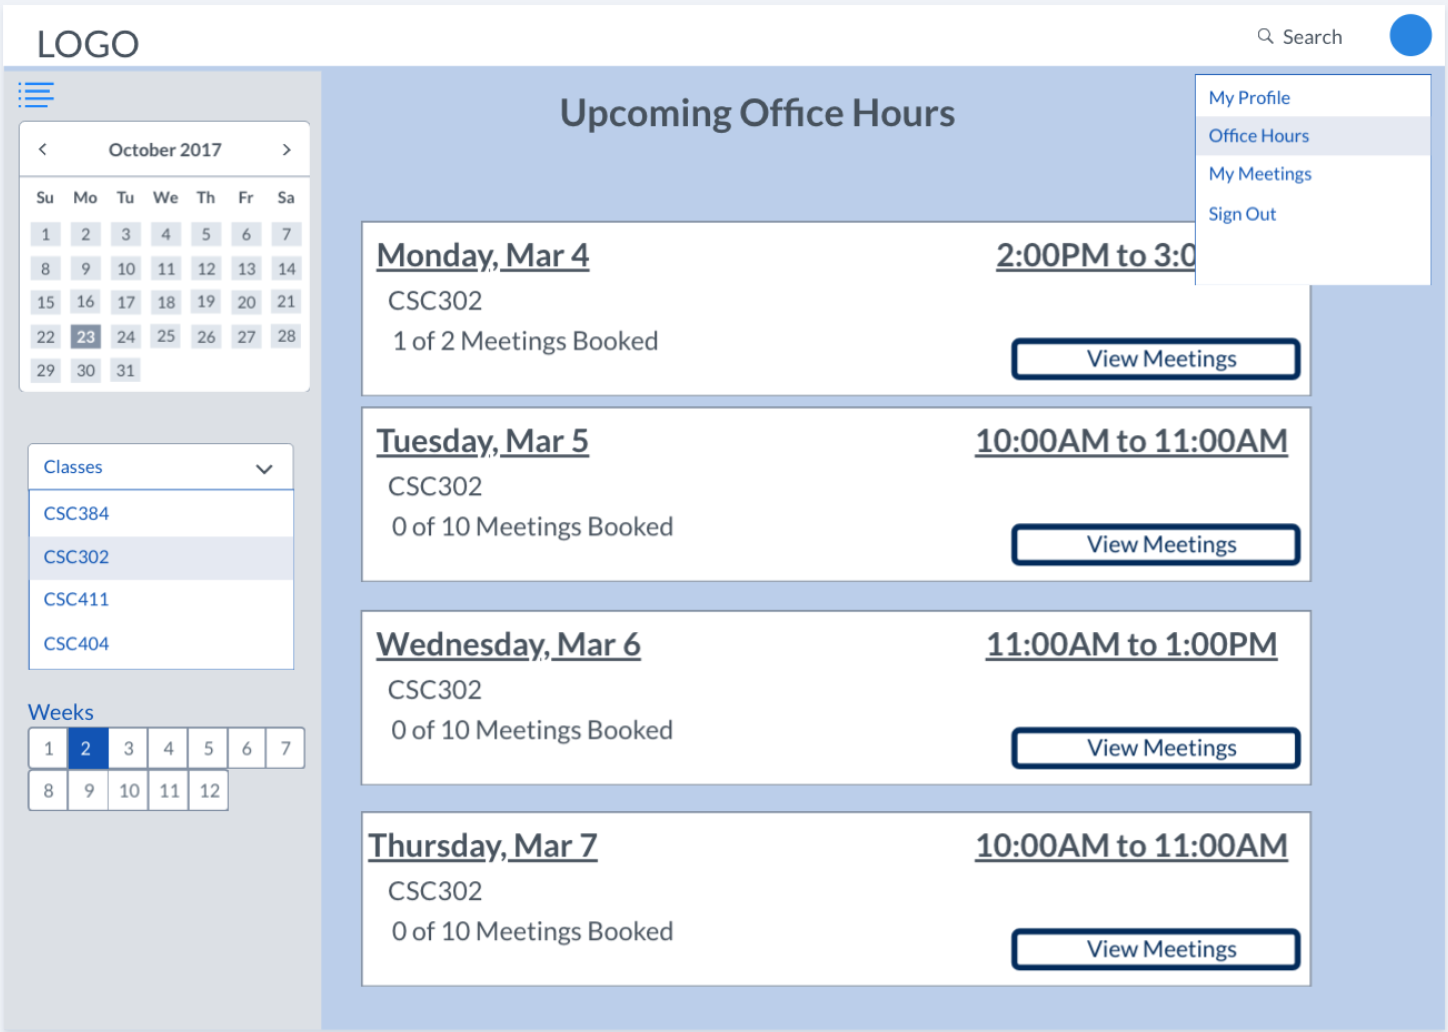 LOGO
Search
My Profile
Office Hours
My Meetings
Sign Out
October 2017
Su Mo Tu We Th Fr Sa
1 2 3 4 5 6 7
8 9 10 11 12 13 14
15 16 17 18 19 20 21
22 23 24 25 26 27 28
29 30 31
Classes
CSC384
CSC302
CSC411
CSC404
Weeks
1 2 3 4 5 6 7
8 9 10 11 12
Upcoming Office Hours
Monday, Mar 4 2:00PM to 3:0
CSC302
1 of 2 Meetings Booked
View Meetings
Tuesday, Mar 5 10:00AM to 11:00AM
CSC302
0 of 10 Meetings Booked
View Meetings
Wednesday, Mar 6 11:00AM to 1:00PM
CSC302
0 of 10 Meetings Booked
View Meetings
Thursday, Mar 7 10:00AM to 11:00AM
CSC302
0 of 10 Meetings Booked
View Meetings